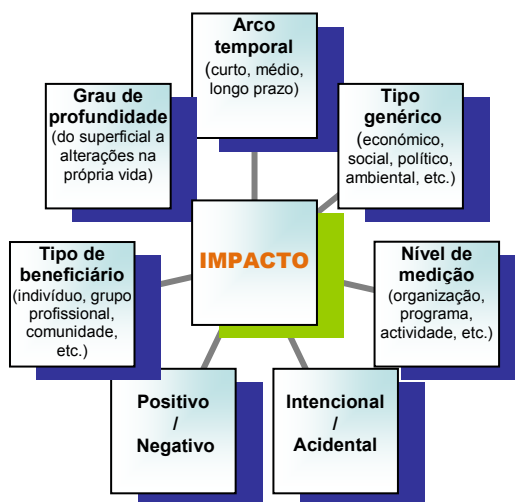 Arco
temporal
(curto, médio,
longo prazo)
Grau de
profundidade
(do superficial a
alterações na
própria vida)
Tipo
genérico
(económico,
social, político,
ambiental, etc.)
IMPACTO
Tipo de
beneficiário
(indivíduo, grupo
profissional,
comunidade,
etc.)
Nível de
medição
(organização,
programa,
actividade, etc.)
Positivo
/
Negativo
Intencional
/
Acidental